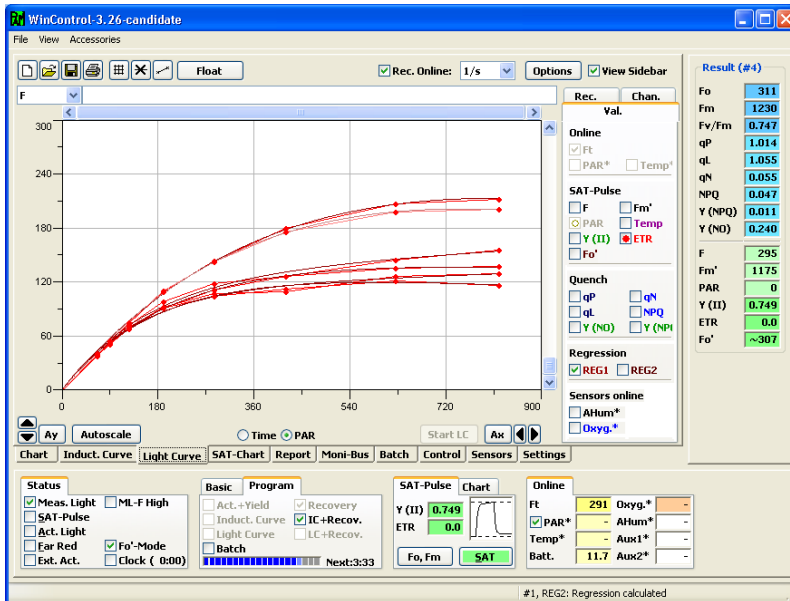 WinControl-3.26-candidate
File View Accessories
Float
Rec. Online: 1/s Options View Sidebar
F
Rec. Chan.
Val.
Online
Ft
PAR* Temp*
SAT-Pulse
F Fm'
PAR Temp
Y (II) ETR
Fo'
Quench
qP qN
qL NPQ
Y (NO) Y (NP
Regression
REG1 REG2
Sensors online
AHum*
Oxyg.*
300
240
180
120
60
0
0 180 360 540 720 900
Ay Autoscale Time PAR Start LC Ax
Chart Induct. Curve Light Curve SAT-Chart Report Moni-Bus Batch Control Sensors Settings
Result (#4)
Fo 311
Fm 1230
Fv/Fm 0.747
qP 1.014
qL 1.055
qN 0.055
NPQ 0.047
Y (NPQ) 0.011
Y (NO) 0.240
F 295
Fm' 1175
PAR 0
Y (II) 0.749
ETR 0.0
Fo' ~307
Status
Meas. Light ML-F High
SAT-Pulse
Act. Light
Far Red Fo'-Mode
Ext. Act. Clock ( 0:00)
Basic Program
Act.+Yield Recovery
Induct. Curve IC+Recov.
Light Curve LC+Recov.
Batch
Next:3:33
SAT-Pulse Chart
Y (II) 0.749
ETR 0.0
Fo, Fm SAT
Online
Ft 291 Oxyg.* -
PAR* - AHum* -
Temp* - Aux1* -
Batt. 11.7 Aux2* -
#1, REG2: Regression calculated